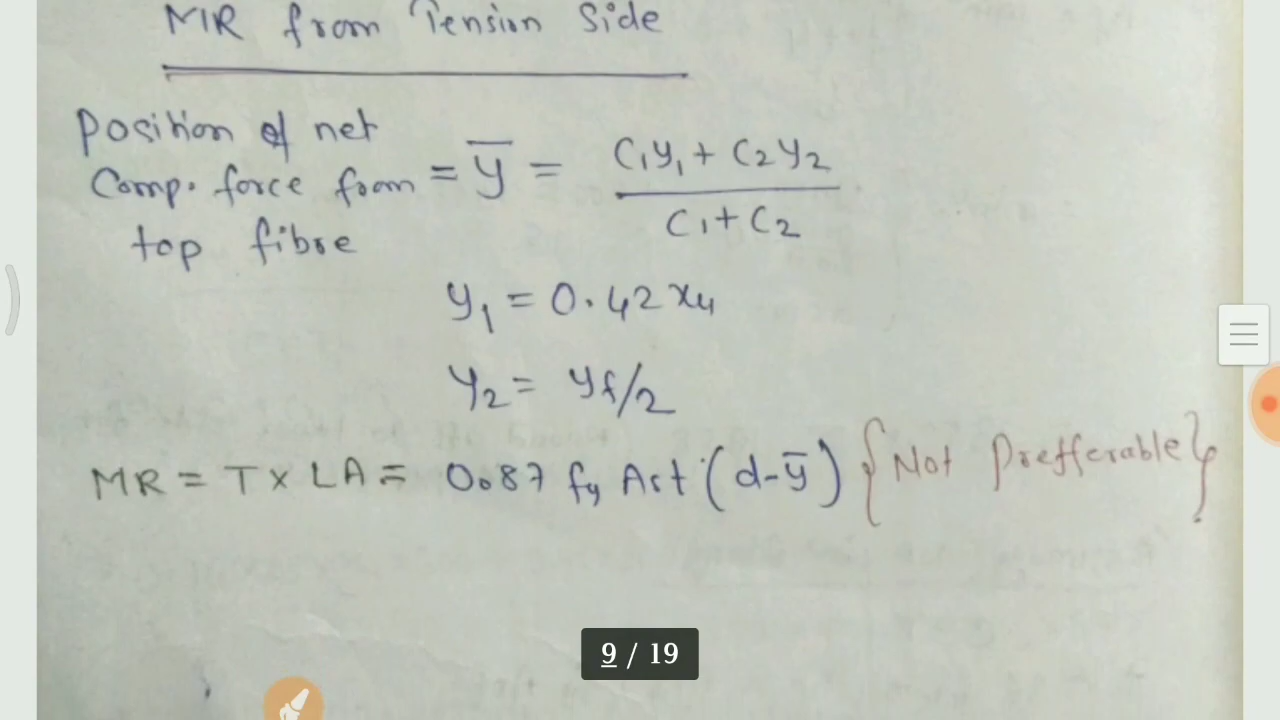 MR from Tension Side
Position of net
Comp. force from = y̅ = C₁y₁ + C₂y₂ / C₁ + C₂
top fibre
y₁ = 0.42 xu
y₂ = yf/2
MR = T x LA = 0.87 fy Ast (d-y̅) {Not Prefferable}
9 / 19